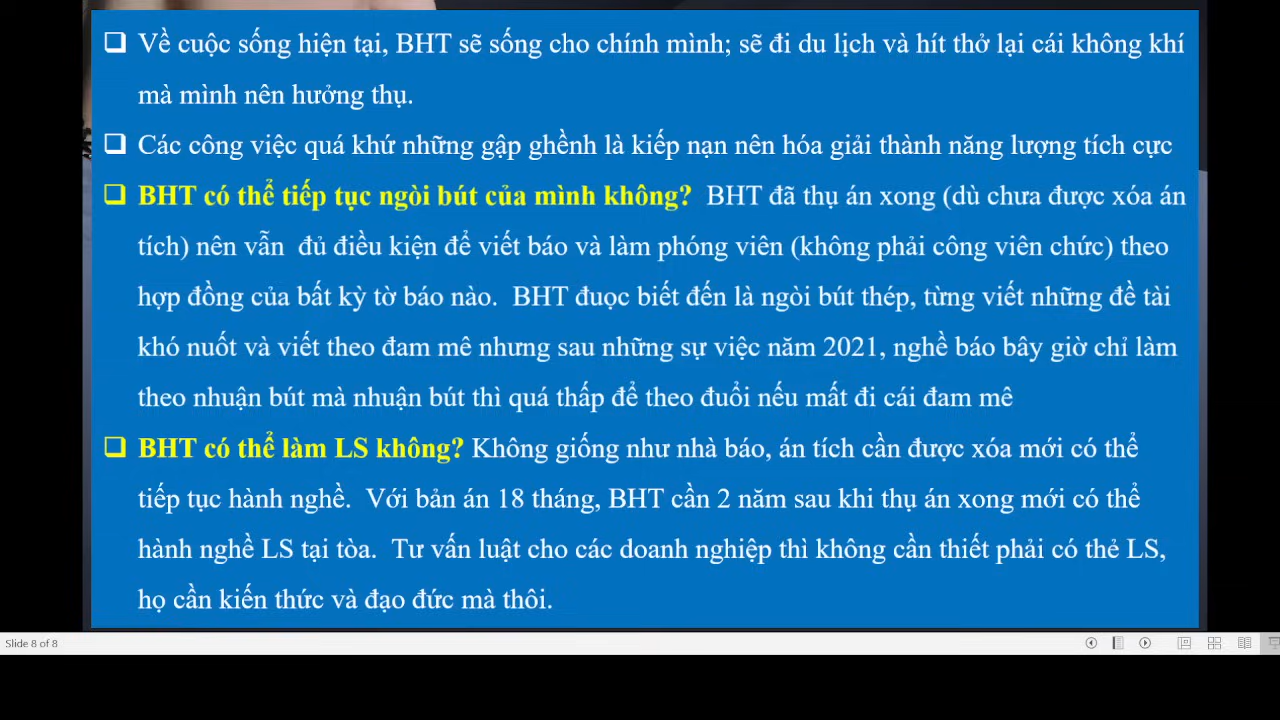 Về cuộc sống hiện tại, BHT sẽ sống cho chính mình; sẽ đi du lịch và hít thở lại cái không khí
mà mình nên hưởng thụ.
Các công việc quá khứ những gập ghềnh là kiếp nạn nên hóa giải thành năng lượng tích cực
BHT có thể tiếp tục ngòi bút của mình không? BHT đã thụ án xong (dù chưa được xóa án
tích) nên vẫn đủ điều kiện để viết báo và làm phóng viên (không phải công viên chức) theo
hợp đồng của bất kỳ tờ báo nào. BHT đuọc biết đến là ngòi bút thép, từng viết những đề tài
khó nuốt và viết theo đam mê nhưng sau những sự việc năm 2021, nghề báo bây giờ chỉ làm
theo nhuận bút mà nhuận bút thì quá thấp để theo đuổi nếu mất đi cái đam mê
BHT có thể làm LS không? Không giống như nhà báo, án tích cần được xóa mới có thể
tiếp tục hành nghề. Với bản án 18 tháng, BHT cần 2 năm sau khi thụ án xong mới có thể
hành nghề LS tại tòa. Tư vấn luật cho các doanh nghiệp thì không cần thiết phải có thẻ LS,
họ cần kiến thức và đạo đức mà thôi.
Slide 8 of 8